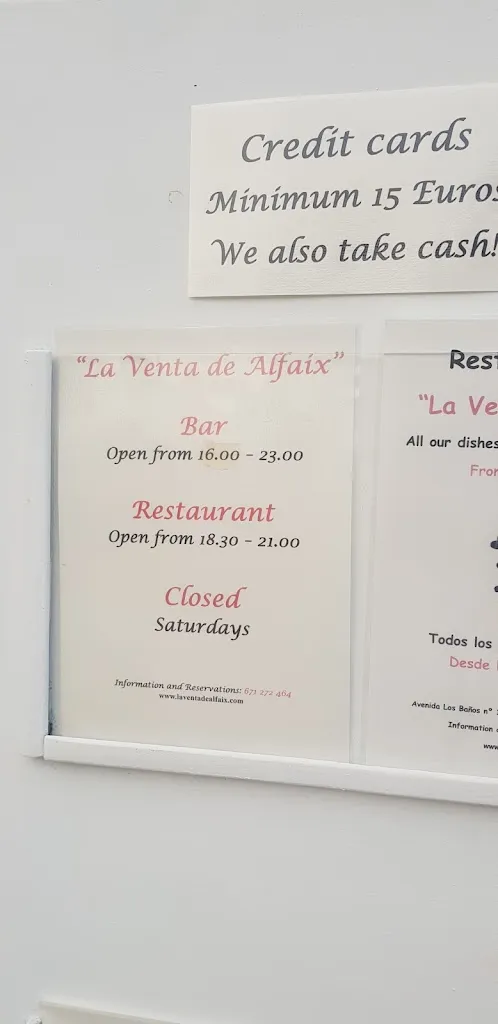 Credit cards
Minimum 15 Euros
We also take cash!
"La Venta de Alfaix"
Bar
Open from 16.00 - 23.00
Restaurant
Open from 18.30 - 21.00
Closed
Saturdays
Information and Reservations: 671 272 464
www.laventadealfaix.com
Rest
"La Ve
All our dishes
Fron
Todos los
Desde
Avenida Los Baños nº
Information
www